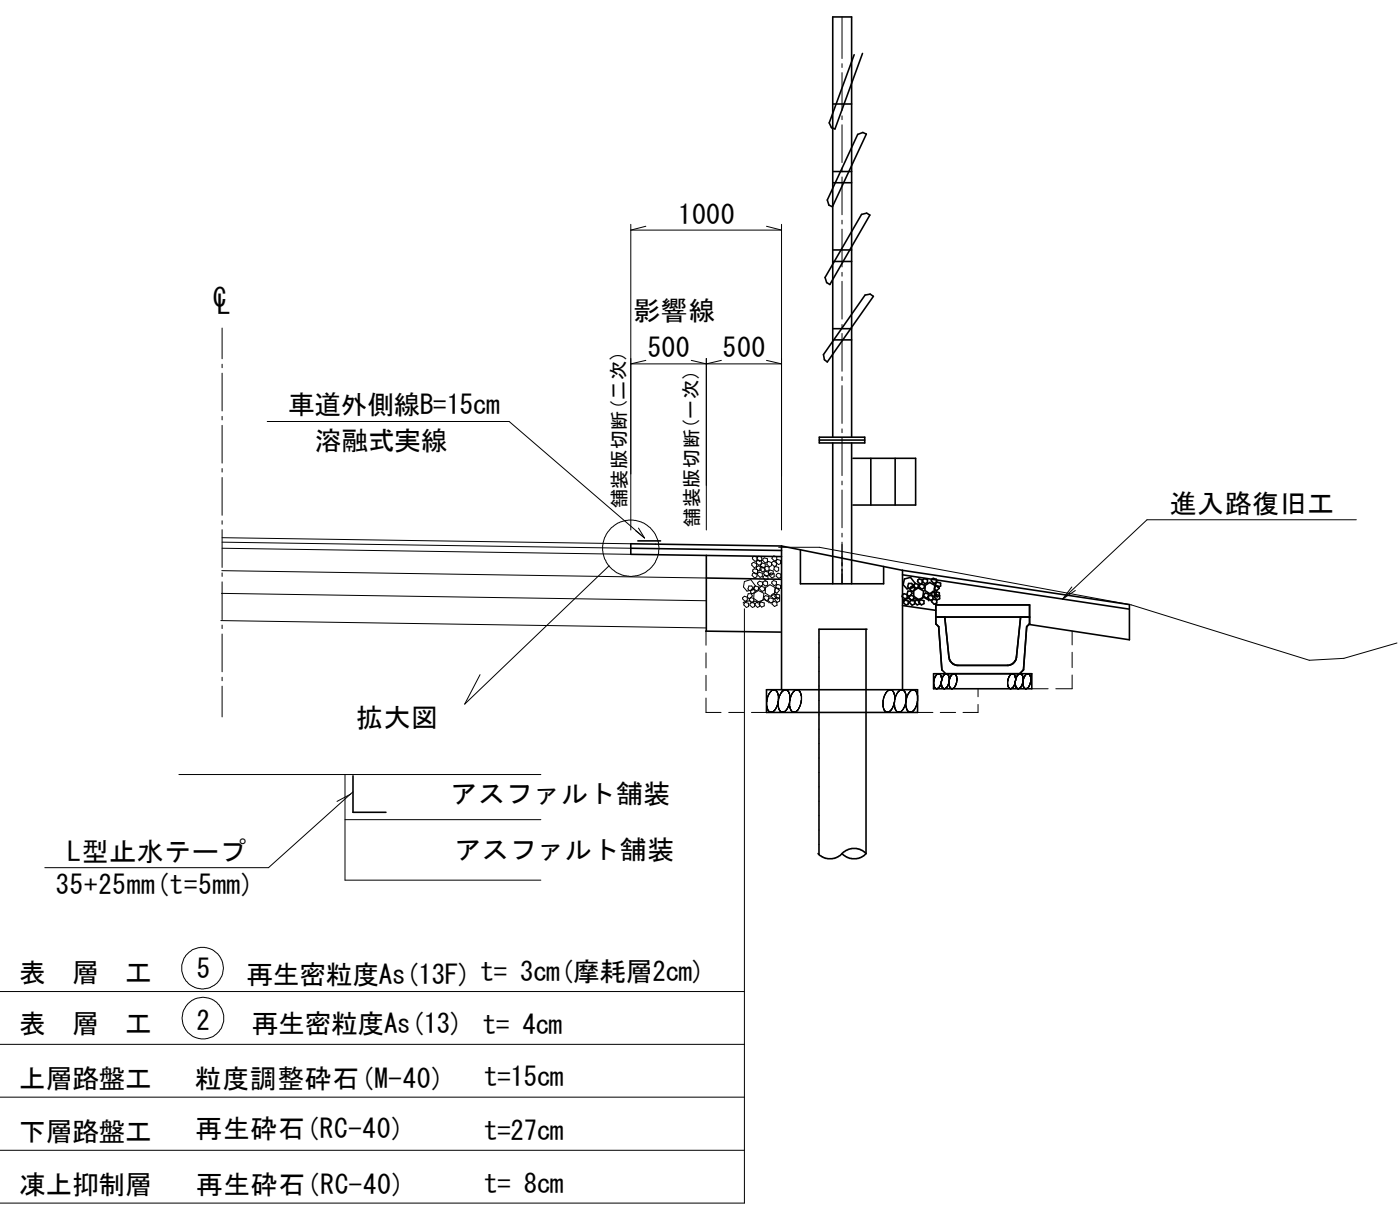 1000
℄
影響線
500
500
舗装版切断(二次)
舗装版切断(一次)
車道外側線B=15cm
溶融式実線
進入路復旧工
拡大図
アスファルト舗装
アスファルト舗装
L型止水テープ
35+25mm(t=5mm)
表 層 工 ⑤ 再生密粒度As(13F) t= 3cm(摩耗層2cm)
表 層 工 ② 再生密粒度As(13) t= 4cm
上層路盤工 粒度調整砕石(M-40) t=15cm
下層路盤工 再生砕石(RC-40) t=27cm
凍上抑制層 再生砕石(RC-40) t= 8cm